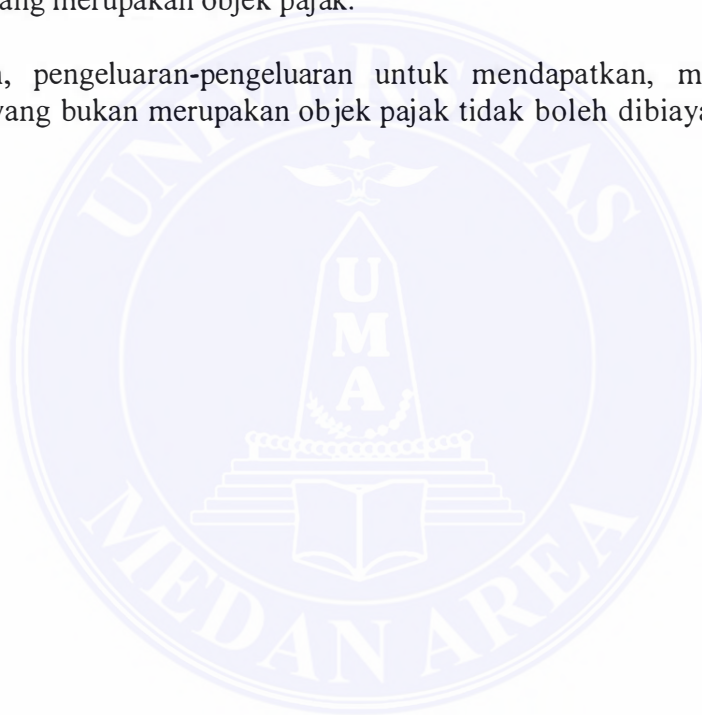 ang merupakan objek pajak.
n, pengeluaran-pengeluaran untuk mendapatkan, m
yang bukan merupakan objek pajak tidak boleh dibiaya
UNIVERSITAS
UMA
MEDAN AREA